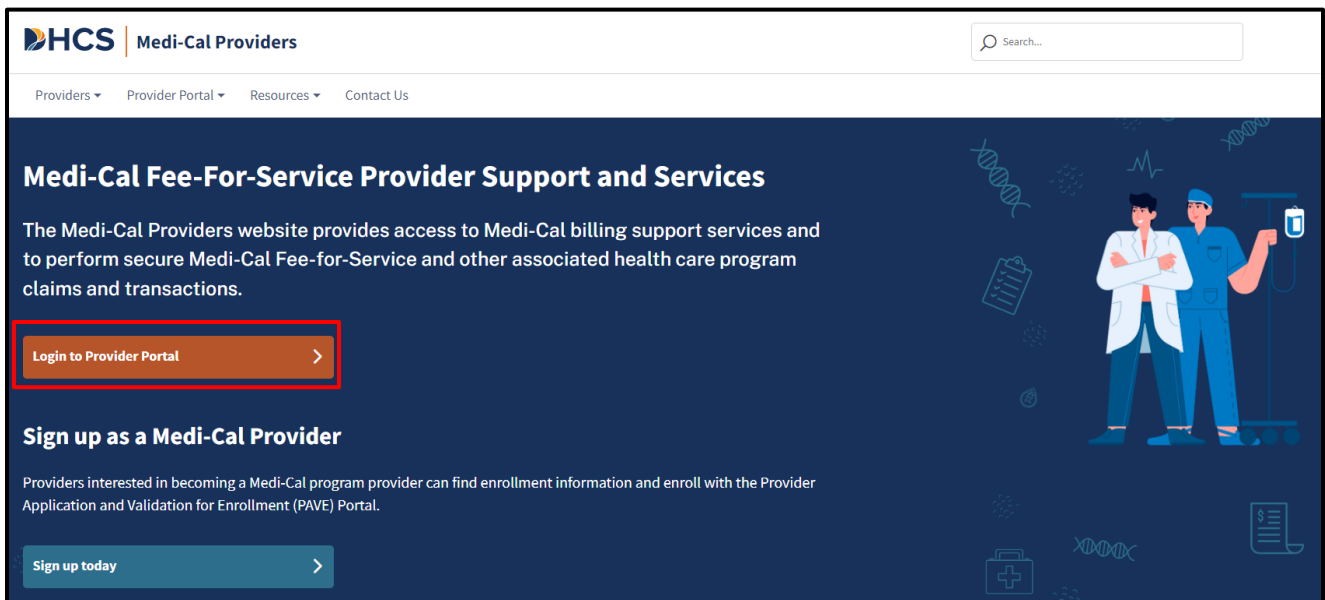 DHCS Medi-Cal Providers
Search...
Providers Provider Portal Resources Contact Us
Medi-Cal Fee-For-Service Provider Support and Services
The Medi-Cal Providers website provides access to Medi-Cal billing support services and
to perform secure Medi-Cal Fee-for-Service and other associated health care program
claims and transactions.
Login to Provider Portal
Sign up as a Medi-Cal Provider
Providers interested in becoming a Medi-Cal program provider can find enrollment information and enroll with the Provider
Application and Validation for Enrollment (PAVE) Portal.
Sign up today
$